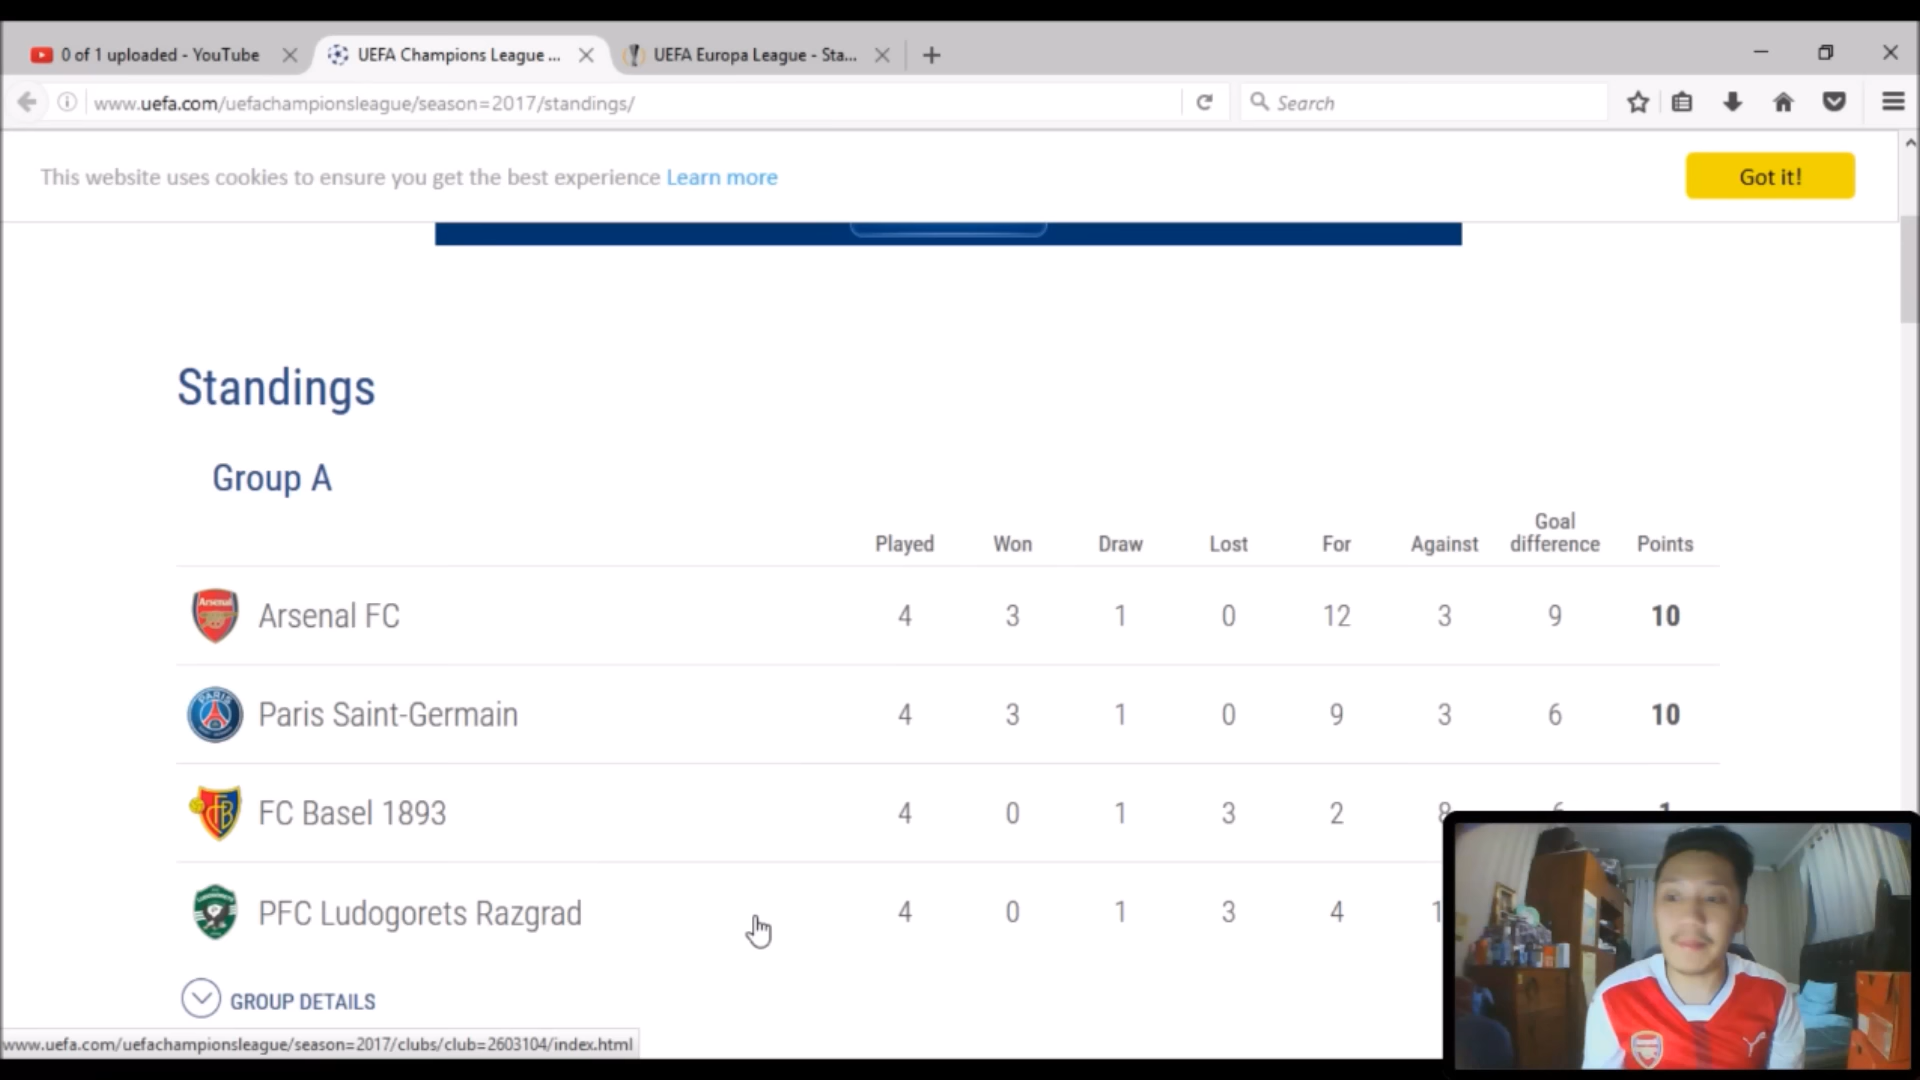 0 of 1 uploaded - YouTube
UEFA Champions League ...
UEFA Europa League - Sta...
www.uefa.com/uefachampionsleague/season=2017/standings/
Search
This website uses cookies to ensure you get the best experience Learn more
Got it!
Standings
Group A
Played Won Draw Lost For Against Goal difference Points
Arsenal FC 4 3 1 0 12 3 9 10
Paris Saint-Germain 4 3 1 0 9 3 6 10
FC Basel 1893 4 0 1 3 2 8
PFC Ludogorets Razgrad 4 0 1 3 4
GROUP DETAILS
www.uefa.com/uefachampionsleague/season=2017/clubs/club=2603104/index.html
Arsenal
PARIS
FCB